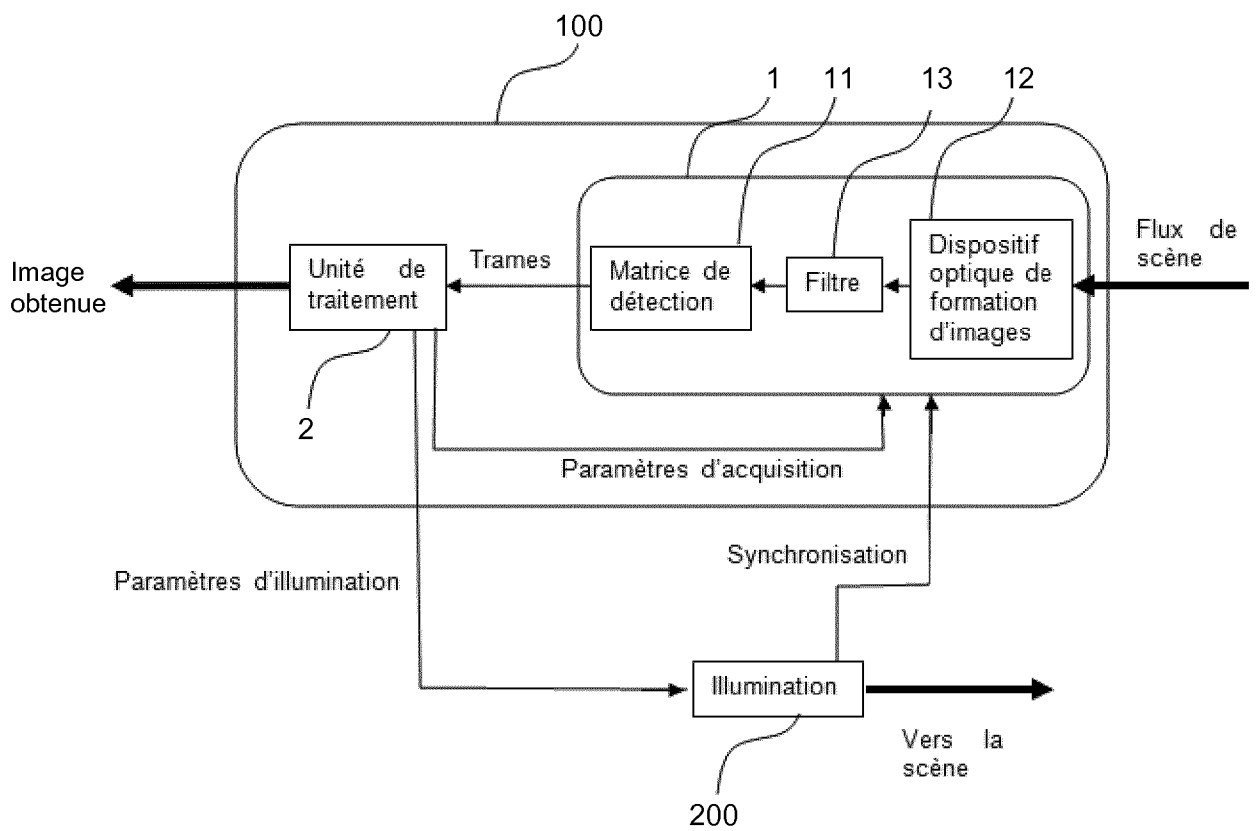 100
1
11
13
12
Flux de
scène
Dispositif
optique de
formation
d'images
Filtre
Matrice de
détection
Trames
Unité de
traitement
Image
obtenue
2
Paramètres d'acquisition
Synchronisation
Paramètres d'illumination
Illumination
Vers la
scène
200